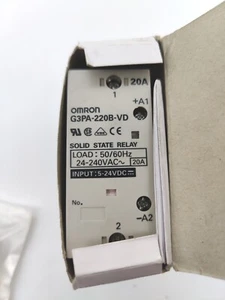 1 20A
+A1
OMRON
G3PA-220B-VD
SOLID STATE RELAY
LOAD: 50/60Hz
24-240VAC~ 20A
INPUT: 5-24VDC
No.
-A2
2